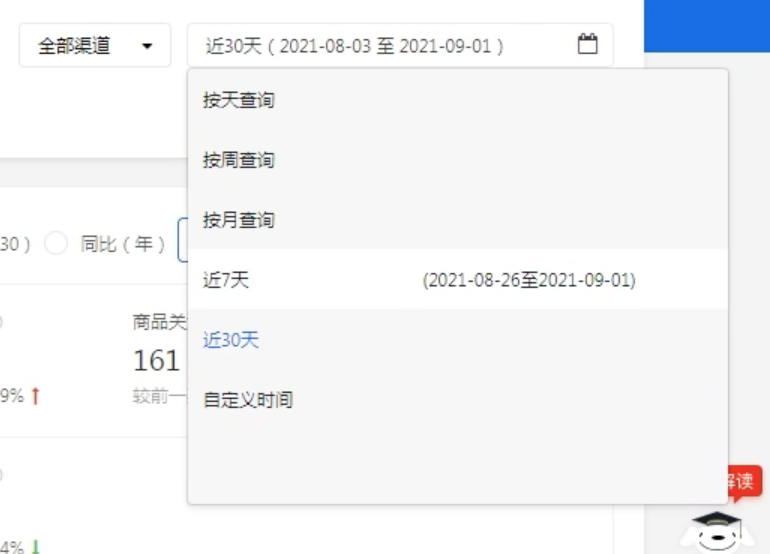 全部渠道
近30天（2021-08-03 至 2021-09-01）
按天查询
按周查询
按月查询
30）
同比（年）
近7天
(2021-08-26至2021-09-01)
商品关
近30天
161
9%
较前一
自定义时间
解读
4%